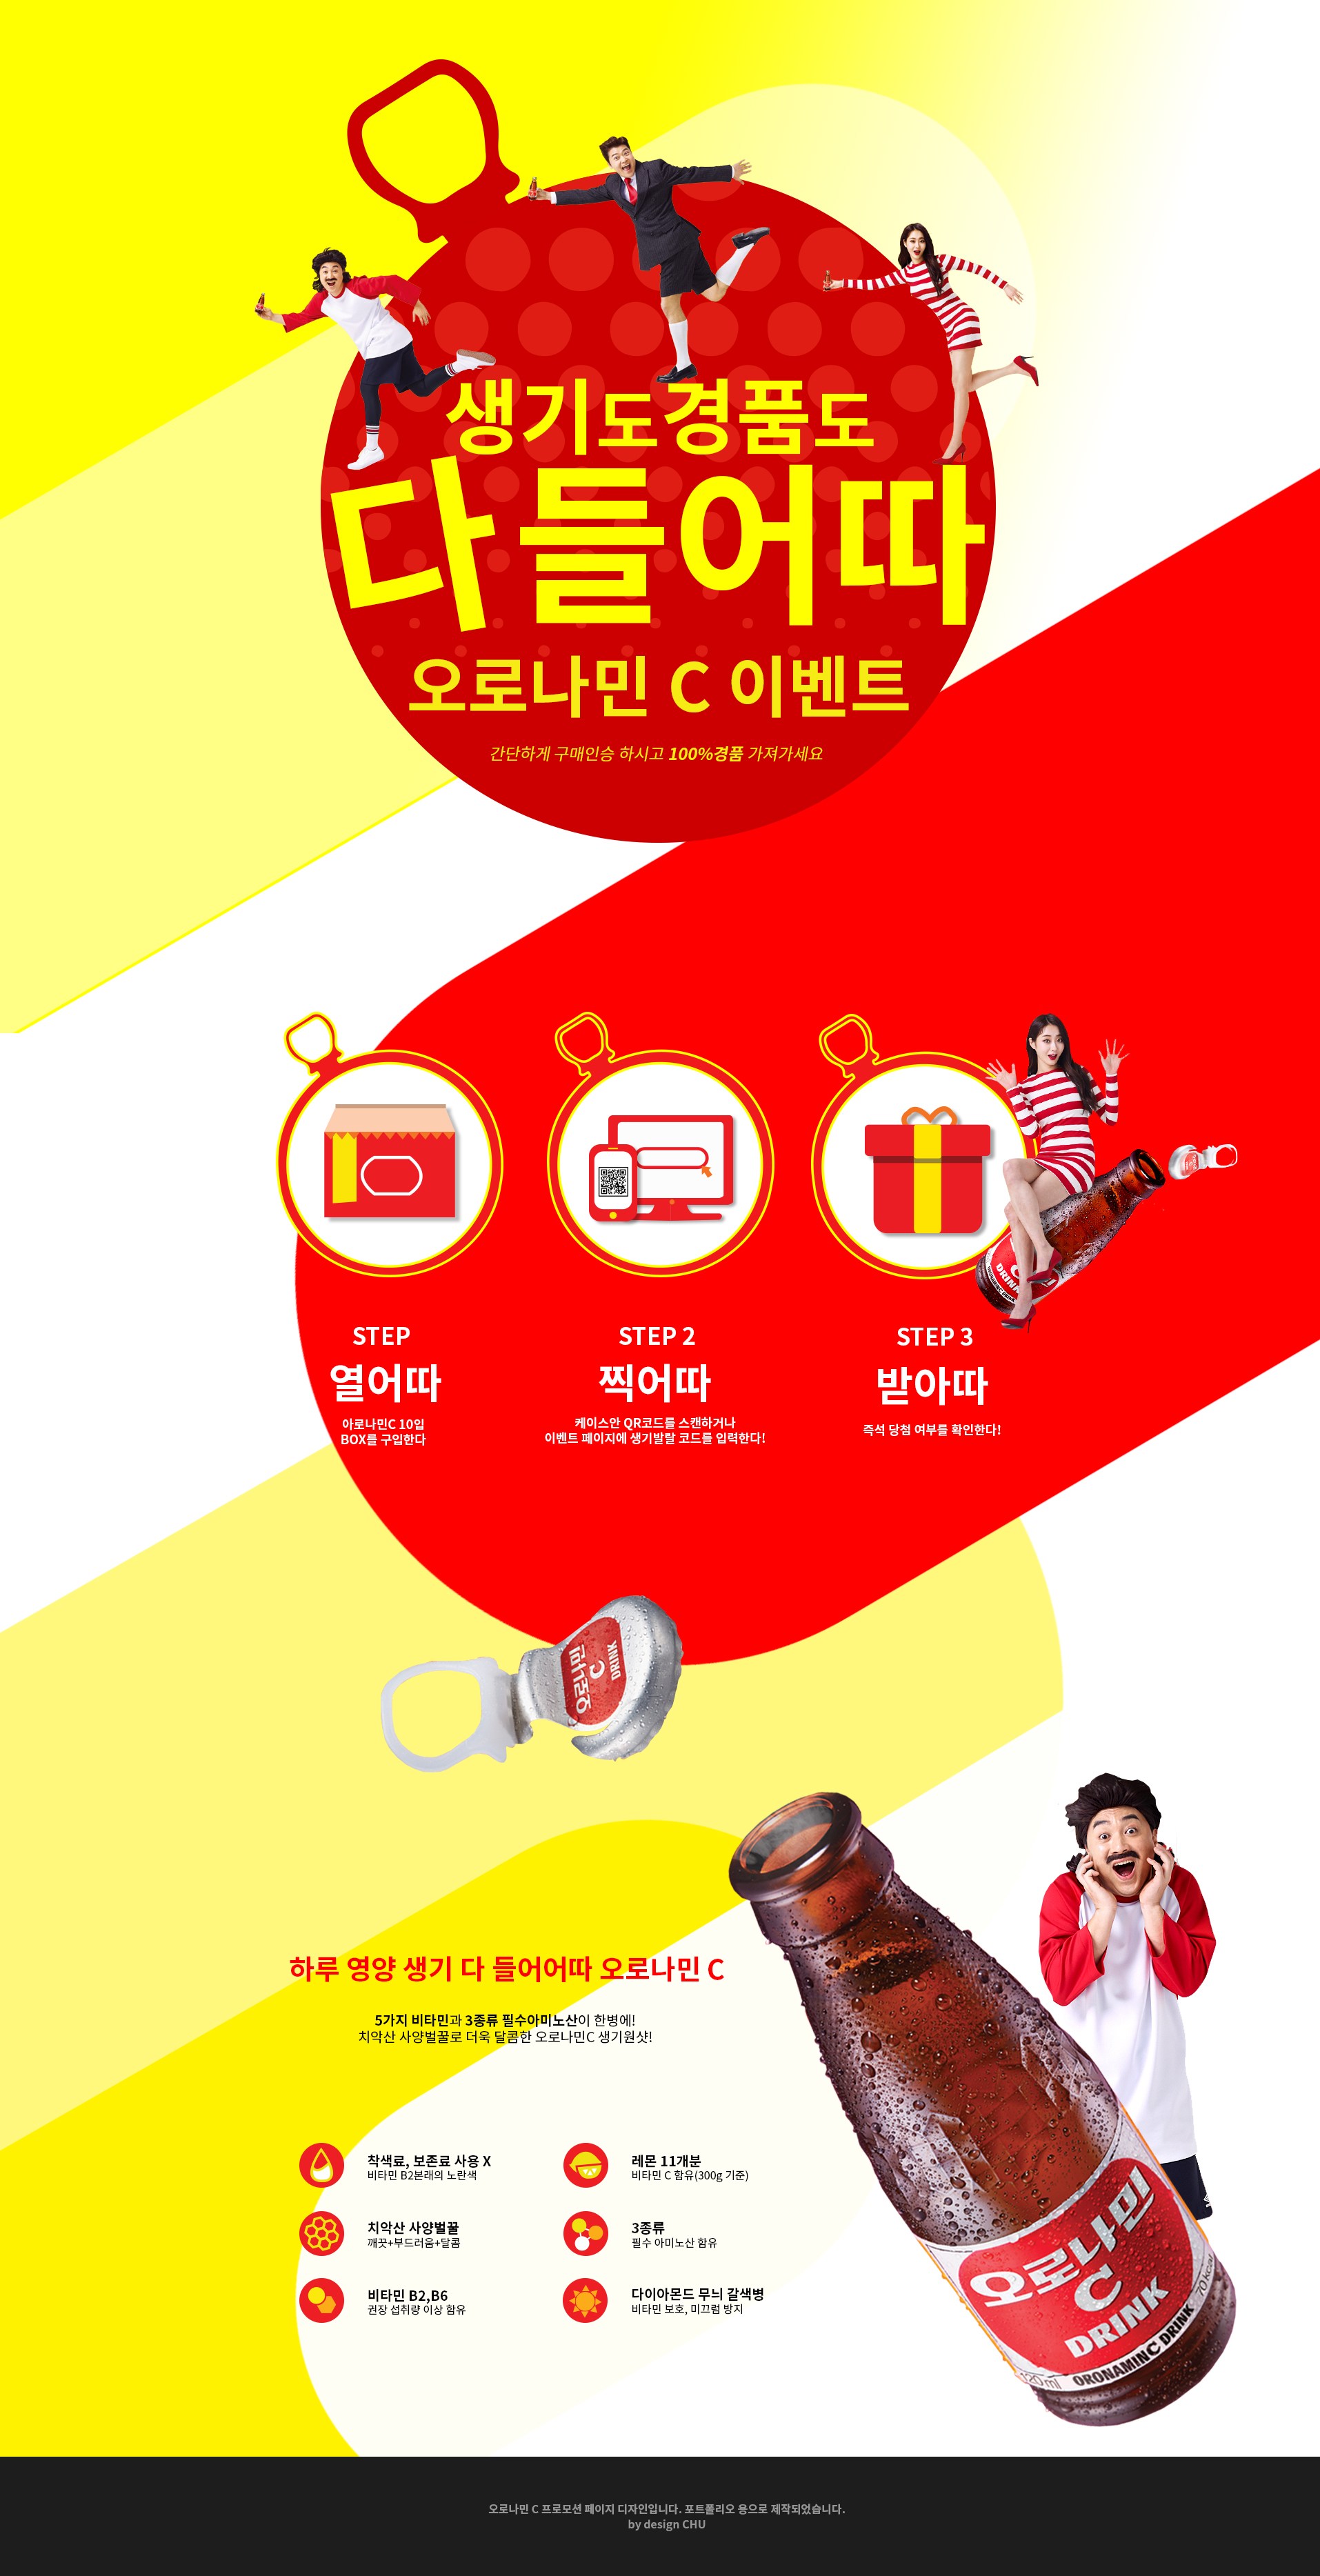 생기도경품도
다들어따
오로나민 C 이벤트
간단하게 구매인승 하시고 100%경품 가져가세요
STEP
열어따
아로나민C 10입
BOX를 구입한다
STEP 2
찍어따
케이스안 QR코드를 스캔하거나
이벤트 페이지에 생기발랄 코드를 입력한다!
STEP 3
받아따
즉석 당첨 여부를 확인한다!
오로나민
C
DRINK
하루 영양 생기 다 들어어따 오로나민 C
5가지 비타민과 3종류 필수아미노산이 한병에!
치악산 사양벌꿀로 더욱 달콤한 오로나민C 생기원샷!
착색료, 보존료 사용 X
비타민 B2본래의 노란색
레몬 11개분
비타민 C 함유(300g 기준)
치악산 사양벌꿀
깨끗+부드러움+달콤
3종류
필수 아미노산 함유
비타민 B2,B6
권장 섭취량 이상 함유
다이아몬드 무늬 갈색병
비타민 보호, 미끄럼 방지
오로나민
C
DRINK
120ml ORONAMINC DRINK 70kcal
오로나민 C 프로모션 페이지 디자인입니다. 포트폴리오 용으로 제작되었습니다.
by design CHU